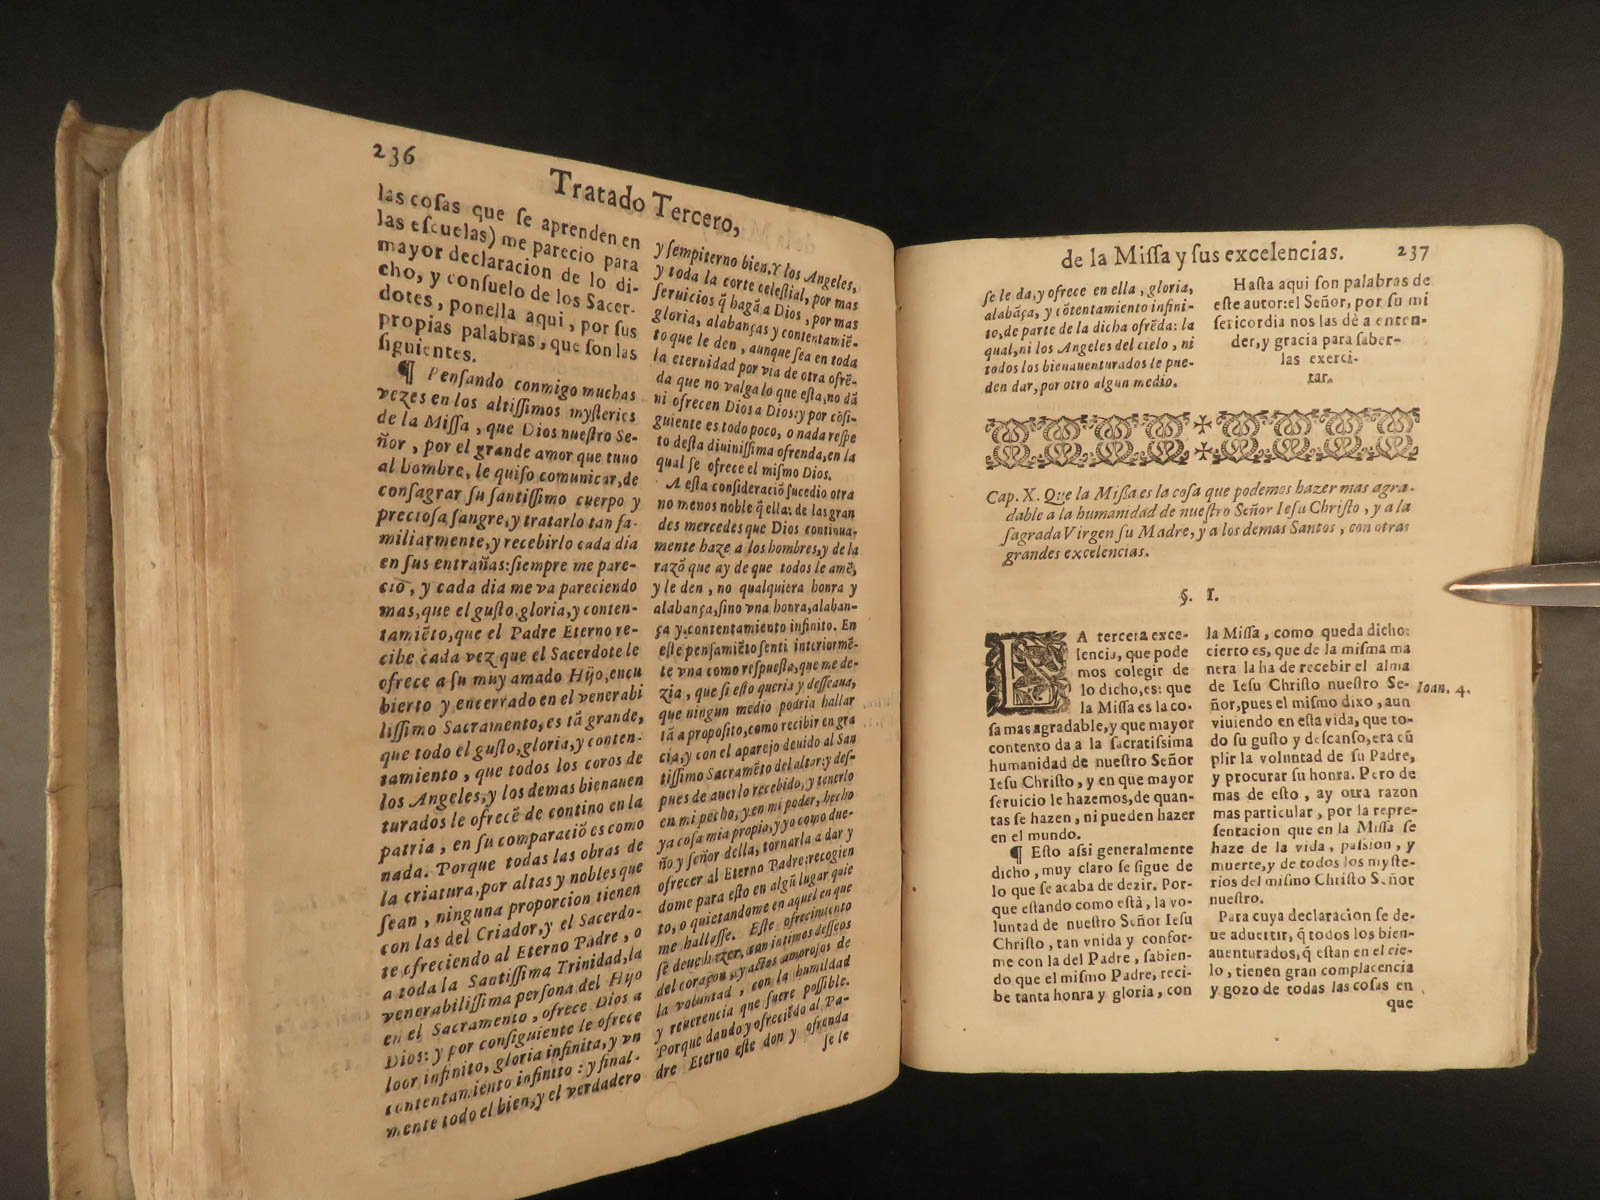 236
Tratado Tercero,
las coſas que ſe aprenden en
las eſcuelas) me parecio para
mayor declaracion de lo di-
cho, y conſuelo de los Sacer-
dotes, ponella aqui, por ſus
propias palabras, que ſon las
ſiguientes.
¶ Penſando conmigo muchas
vezes en los altiſſimos myſterios
de la Miſſa, que Dios nueſtro Se-
ñor, por el grande amor que tuuo
al hombre, le quiſo comunicar, de
conſagrar ſu ſantiſſimo cuerpo y
precioſa ſangre, y tratarlo tan fa-
miliarmente, y recebirlo cada dia
en ſus entrañas: ſiempre me pare-
ciò, y cada dia me va pareciendo
mas, que el guſto, gloria, y conten-
tamiẽto, que el Padre Eterno re-
cibe cada vez que el Sacerdote le
ofrece a ſu muy amado Hijo, encu
bierto y encerrado en el venerabi
liſſimo Sacramento, es tã grande,
que todo el guſto, gloria, y conten-
tamiento, que todos los coros de
los Angeles, y los demas bienauen
turados le ofrecẽ de contino en la
patria, en ſu comparaciõ es como
nada. Porque todas las obras de
la criatura, por altas y nobles que
ſean, ninguna proporcion tienen
con las del Criador, y el Sacerdo-
te ofreciendo al Eterno Padre, o
a toda la Santiſſima Trinidad, la
venerabiliſſima perſona del Hijo
en el Sacramento, ofrece Dios a
Dios: y por conſiguiente le ofrece
loor infinito, gloria infinita, y vn
contentamiento infinito: y final-
mente todo el bien, y el verdadero
y ſempiterno bien. Y los Angeles,
y toda la corte celeſtial, por mas
ſeruicios q̃ hagã a Dios, por mas
gloria, alabanças y contentamiẽ-
to que le den, aunque ſea en toda
la eternidad por via de otra ofrẽ-
da que no valga lo que eſta, no dã
ni ofrecen Dios a Dios: y por cõſi-
guiente es todo poco, o nada reſpe
to deſta diuiniſſima ofrenda, en la
qual ſe ofrece el miſmo Dios.
A eſta conſideraciõ ſucedio otra
no menos noble q̃ ella: de las gran
des mercedes que Dios continua-
mente haze a los hombres, y de la
razõ que ay de que todos le amẽ,
y le den, no qualquiera honra y
alabança, ſino vna honra, alaban-
ça y contentamiento infinito. En
eſte penſamiẽto ſenti interiormẽ-
te vna como reſpueſta, que me de-
zia, que ſi eſto queria y deſſeaua,
que ningun medio podria hallar
tã a propoſito, como recibir en gra
cia, y con el aparejo deuido al San
tiſſimo Sacramẽto del altar: y deſ-
pues de auerlo recebido, y tenerlo
en mi pecho, y en mi poder, hecho
ya coſa mia propia, y yo como due-
ño y ſeñor della, tornarla a dar y
ofrecer al Eterno Padre: recogien
dome para eſto en algũ lugar quie
to, o quietandome en aquel en que
me hallaſſe. Eſte ofrecimiento
ſe deue hazer, con intimos deſſeos
del coraçon, y actos amoroſos de
la voluntad, con la humildad
y reuerencia que fuere poſſible.
Porque dando y ofreciẽdo al Pa-
dre Eterno eſte don y ofrenda
ſe le
de la Miſſa y ſus excelencias.
237
ſe le da, y ofrece en ella, gloria,
alabãça, y cõtentamiento infini-
to, de parte de la dicha ofrẽda: la
qual, ni los Angeles del cielo, ni
todos los bienauenturados le pue-
den dar, por otro algun medio.
Haſta aqui ſon palabras de
eſte autor: el Señor, por ſu mi
ſericordia nos las dè a enten-
der, y gracia para ſaber-
las exerci-
tar.
Cap. X. Que la Miſſa es la coſa que podemos hazer mas agra-
dable a la humanidad de nueſtro Señor Ieſu Chriſto, y a la
ſagrada Virgen ſu Madre, y a los demas Santos, con otras
grandes excelencias.
§. I.
LA tercera exce-
lencia, que pode
mos colegir de
lo dicho, es: que
la Miſſa es la co-
ſa mas agradable, y que mayor
contento da a la ſacratiſſima
humanidad de nueſtro Señor
Ieſu Chriſto, y en que mayor
ſeruicio le hazemos, de quan-
tas ſe hazen, ni pueden hazer
en el mundo.
¶ Eſto aſsi generalmente
dicho, muy claro ſe ſigue de
lo que ſe acaba de dezir. Por-
que eſtando como eſtà, la vo-
luntad de nueſtro Señor Ieſu
Chriſto, tan vnida y confor-
me con la del Padre, ſabien-
do que el miſmo Padre, reci-
be tanta honra y gloria, con
la Miſſa, como queda dicho:
cierto es, que de la miſma ma
nera la ha de recebir el alma
de Ieſu Chriſto nueſtro Se-
ñor, pues el miſmo dixo, aun
viuiendo en eſta vida, que to-
do ſu guſto y deſcanſo, era cũ
plir la voluntad de ſu Padre,
y procurar ſu honra. Pero de
mas de eſto, ay otra razon
mas particular, por la repre-
ſentacion que en la Miſſa ſe
haze de la vida, paſsion, y
muerte, y de todos los myſte-
rios del miſmo Chriſto Señor
nueſtro.
Para cuya declaracion ſe de-
ue aduertir, q̃ todos los bien-
auenturados, q̃ eſtan en el cie-
lo, tienen gran complacencia
y gozo de todas las coſas en
que
Ioan. 4.